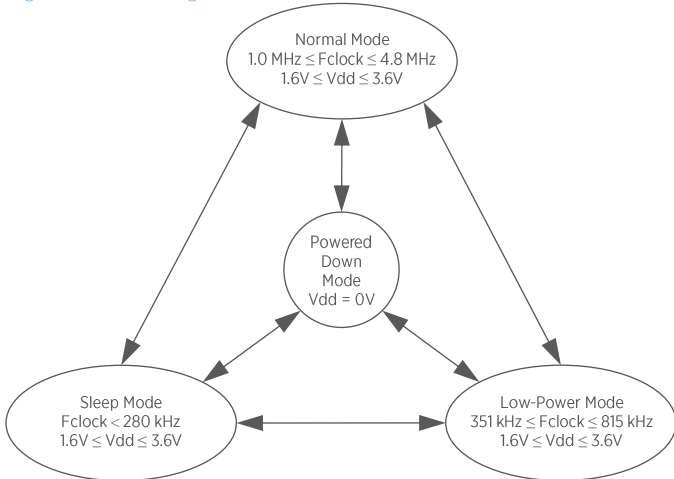 Normal Mode
1.0 MHz ≤ Fclock ≤ 4.8 MHz
1.6V ≤ Vdd ≤ 3.6V
Powered
Down
Mode
Vdd = 0V
Sleep Mode
Fclock < 280 kHz
1.6V ≤ Vdd ≤ 3.6V
Low-Power Mode
351 kHz ≤ Fclock ≤ 815 kHz
1.6V ≤ Vdd ≤ 3.6V